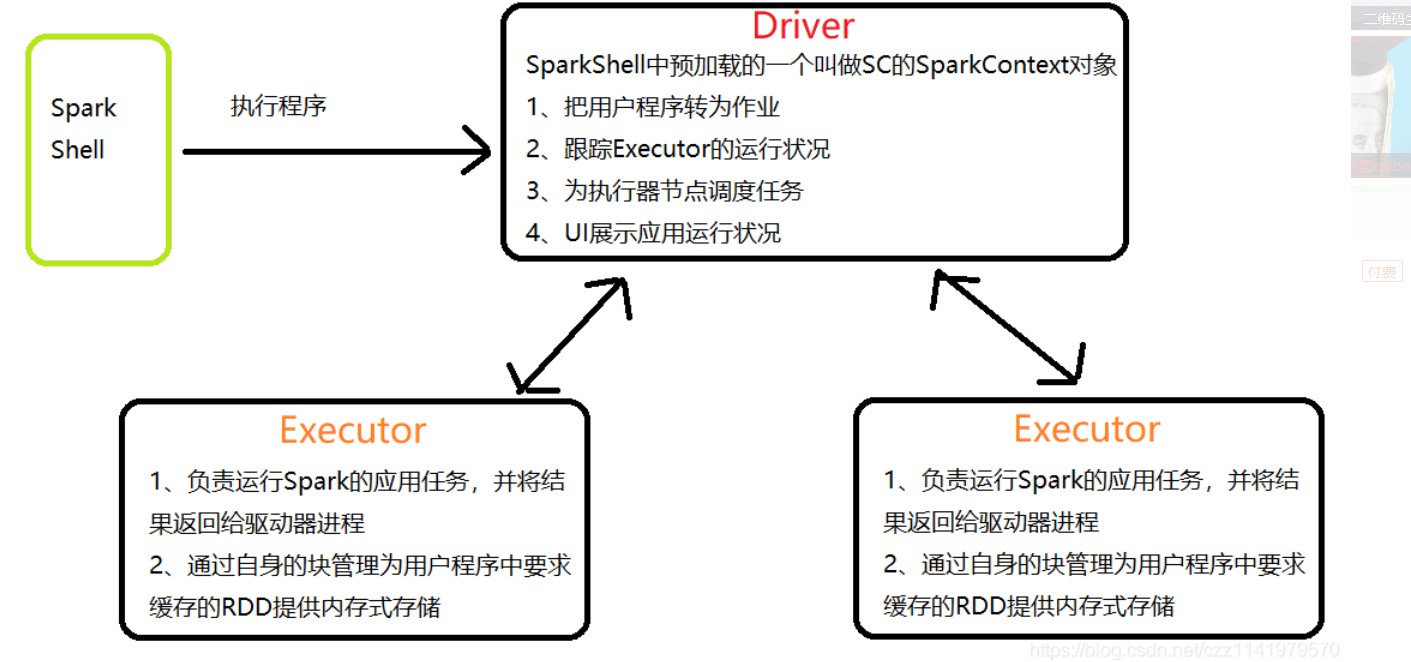 Driver
SparkShell中预加载的一个叫做SC的SparkContext对象
1、把用户程序转为作业
2、跟踪Executor的运行状况
3、为执行器节点调度任务
4、UI展示应用运行状况
Spark
Shell
执行程序
Executor
1、负责运行Spark的应用任务，并将结
果返回给驱动器进程
2、通过自身的块管理为用户程序中要求
缓存的RDD提供内存式存储
Executor
1、负责运行Spark的应用任务，并将结
果返回给驱动器进程
2、通过自身的块管理为用户程序中要求
缓存的RDD提供内存式存储
二维码生
付费
https://blog.csdn.net/czz1141979570